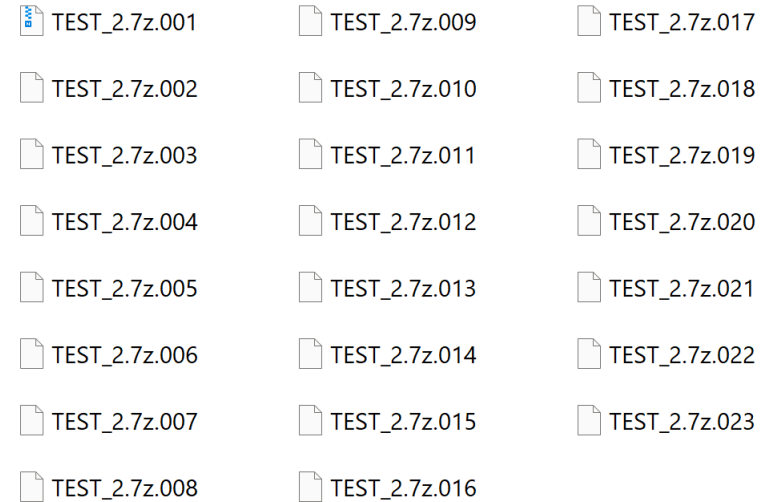 TEST_2.7z.001
TEST_2.7z.002
TEST_2.7z.003
TEST_2.7z.004
TEST_2.7z.005
TEST_2.7z.006
TEST_2.7z.007
TEST_2.7z.008
TEST_2.7z.009
TEST_2.7z.010
TEST_2.7z.011
TEST_2.7z.012
TEST_2.7z.013
TEST_2.7z.014
TEST_2.7z.015
TEST_2.7z.016
TEST_2.7z.017
TEST_2.7z.018
TEST_2.7z.019
TEST_2.7z.020
TEST_2.7z.021
TEST_2.7z.022
TEST_2.7z.023